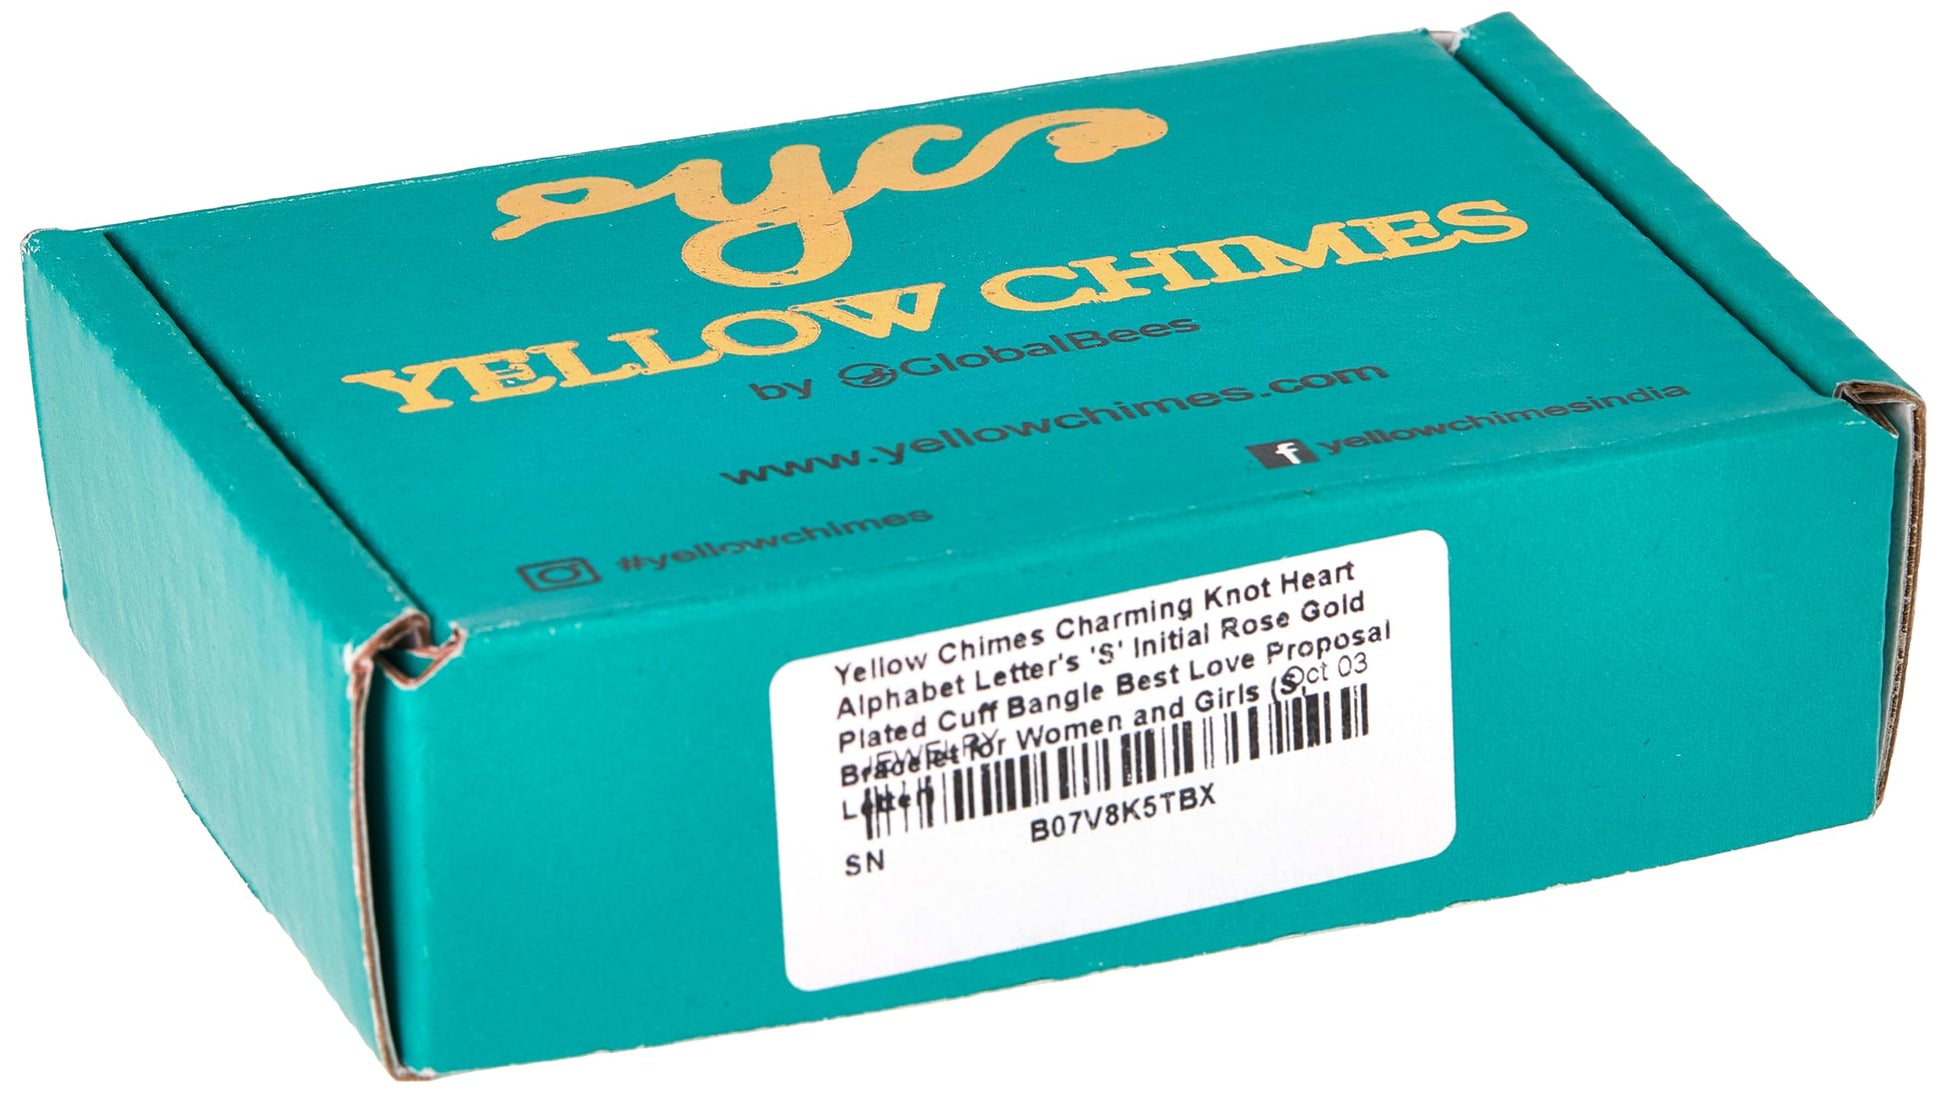 yc
YELLOW CHIMES
by GlobalBees
www.yellowchimes.com
f yellowchimesindia
#yellowchimes
Yellow Chimes Charming Knot Heart
Alphabet Letter's 'S' Initial Rose Gold
Plated Cuff Bangle Best Love Proposal
Oct 03
Bracelet for Women and Girls (S,
JEWELRY
Letter)
B07V8K5TBX
SN